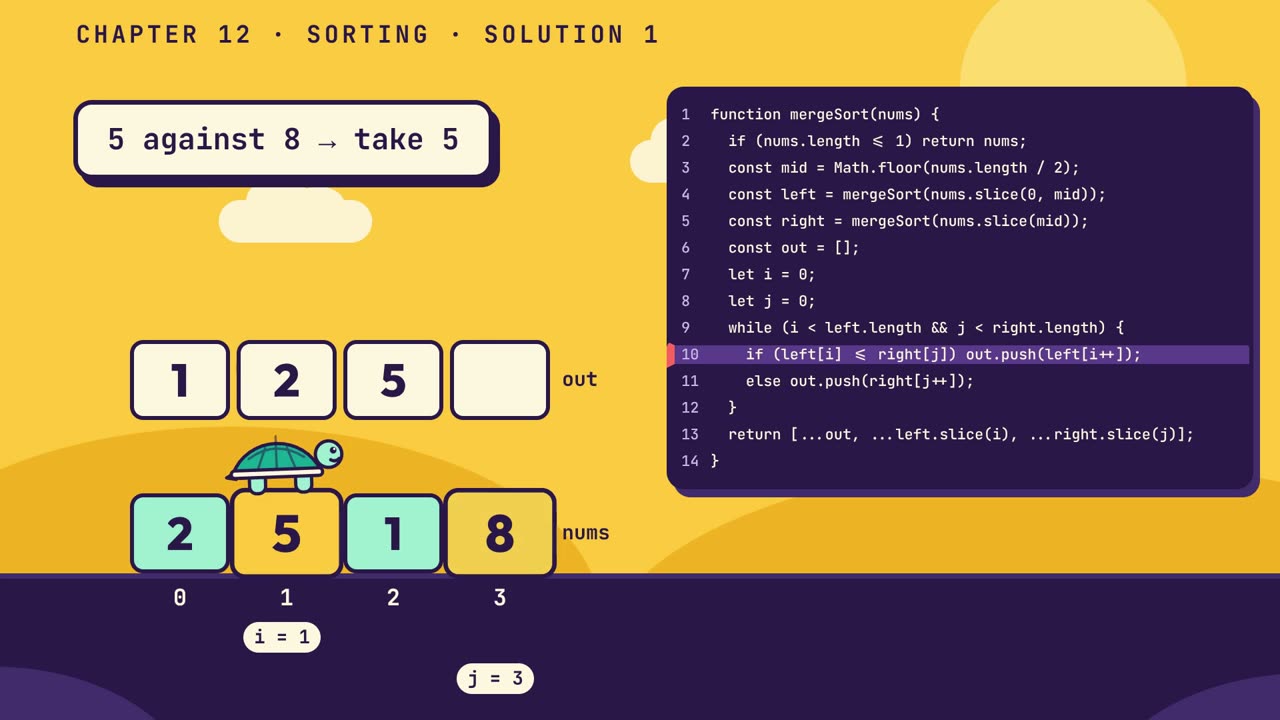 CHAPTER 12 · SORTING · SOLUTION 1
5 against 8 → take 5
1 function mergeSort(nums) {
2 if (nums.length <= 1) return nums;
3 const mid = Math.floor(nums.length / 2);
4 const left = mergeSort(nums.slice(0, mid));
5 const right = mergeSort(nums.slice(mid));
6 const out = [];
7 let i = 0;
8 let j = 0;
9 while (i < left.length && j < right.length) {
10 if (left[i] <= right[j]) out.push(left[i++]);
11 else out.push(right[j++]);
12 }
13 return [...out, ...left.slice(i), ...right.slice(j)];
14 }
1 2 5 out
2 5 1 8 nums
0 1 2 3
i = 1
j = 3